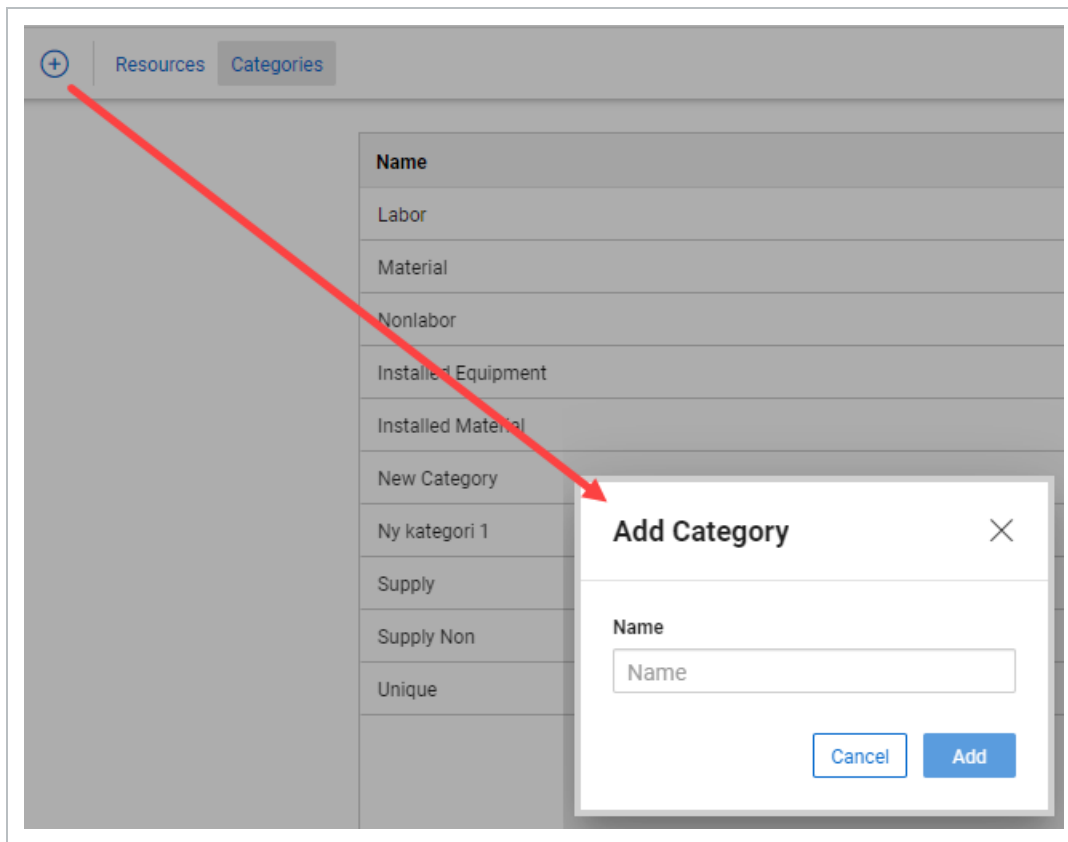 Resources Categories
Name
Labor
Material
Nonlabor
Installed Equipment
Installed Material
New Category
Ny kategori 1
Supply
Supply Non
Unique
Add Category
Name
Name
Cancel Add